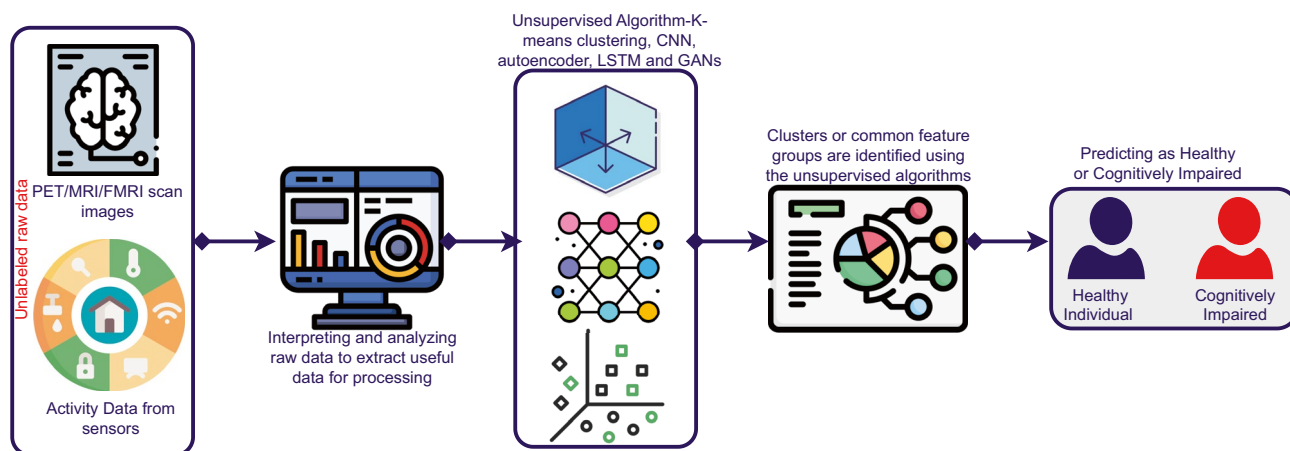 Unlabeled raw data
PET/MRI/FMRI scan
images
Activity Data from
sensors
Interpreting and analyzing
raw data to extract useful
data for processing
Unsupervised Algorithm-K-
means clustering, CNN,
autoencoder, LSTM and GANs
Clusters or common feature
groups are identified using
the unsupervised algorithms
Predicting as Healthy
or Cognitively Impaired
Healthy
Individual
Cognitively
Impaired